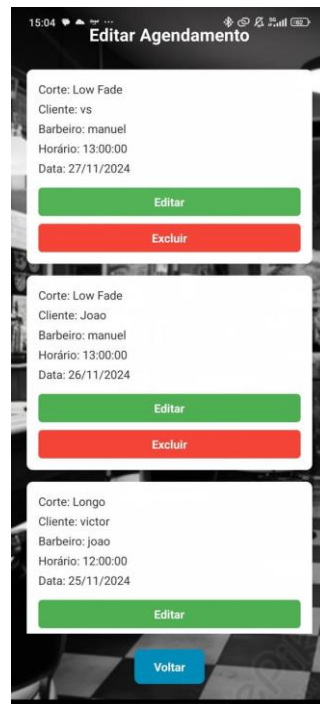 15:04
Editar Agendamento
Corte: Low Fade
Cliente: vs
Barbeiro: manuel
Horário: 13:00:00
Data: 27/11/2024
Editar
Excluir
Corte: Low Fade
Cliente: Joao
Barbeiro: manuel
Horário: 13:00:00
Data: 26/11/2024
Editar
Excluir
Corte: Longo
Cliente: victor
Barbeiro: joao
Horário: 12:00:00
Data: 25/11/2024
Editar
Voltar